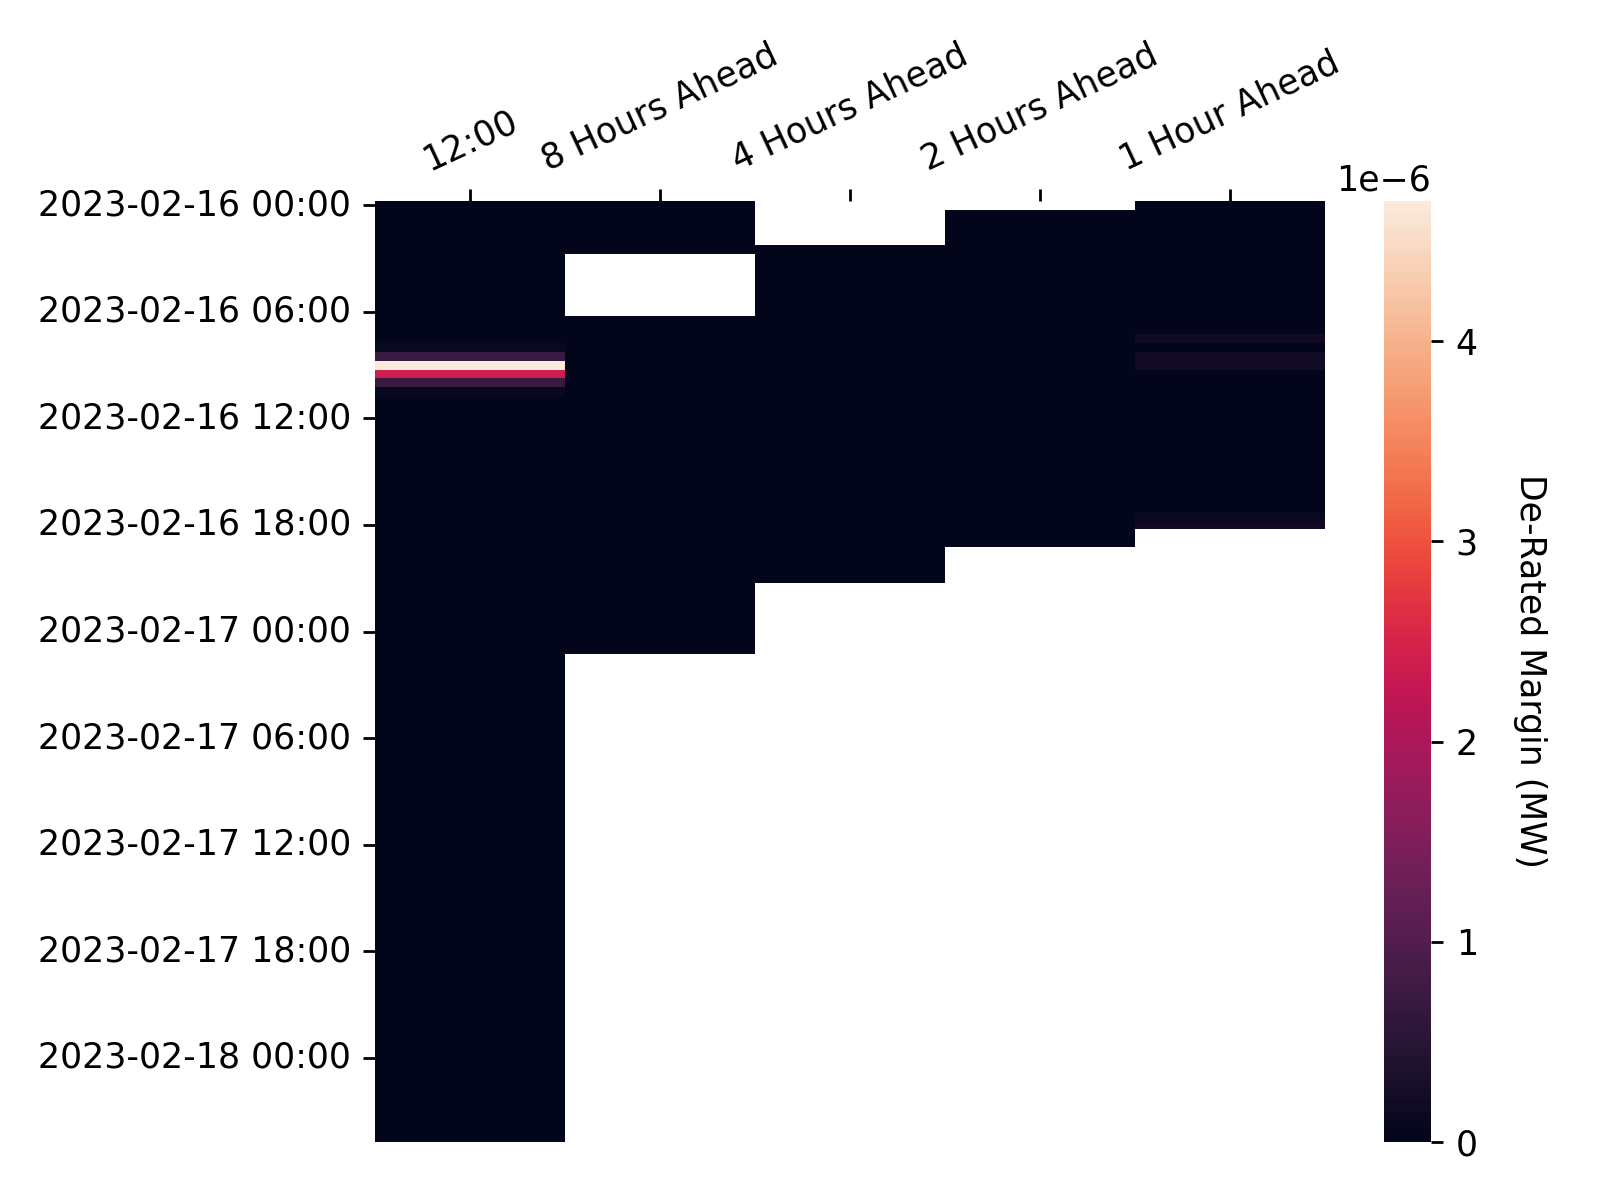 12:00
8 Hours Ahead
4 Hours Ahead
2 Hours Ahead
1 Hour Ahead
1e−6
2023-02-16 00:00
2023-02-16 06:00
2023-02-16 12:00
2023-02-16 18:00
2023-02-17 00:00
2023-02-17 06:00
2023-02-17 12:00
2023-02-17 18:00
2023-02-18 00:00
4
3
2
1
0
De-Rated Margin (MW)